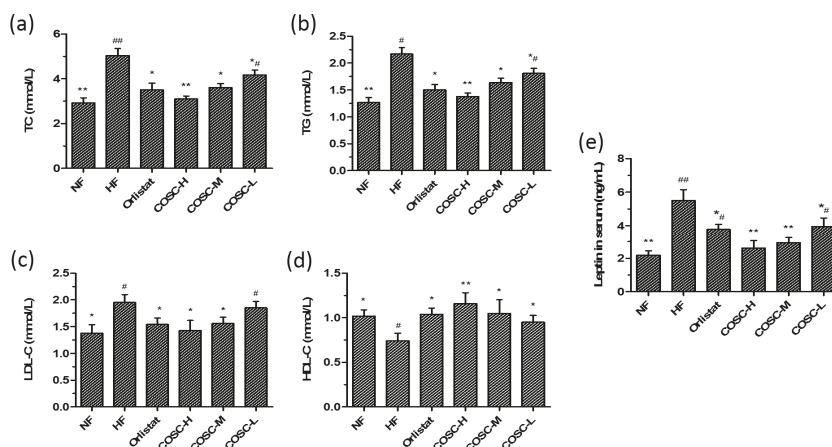 (a)
TC (mmol/L)
6
4
2
0
**
##
*
**
*
*#
NF
HF
Orlistat
COSC-H
COSC-M
COSC-L
(b)
TG (mmol/L)
2.5
2.0
1.5
1.0
0.5
0.0
**
#
*
**
*
*#
NF
HF
Orlistat
COSC-H
COSC-M
COSC-L
(c)
LDL-C (mmol/L)
2.5
2.0
1.5
1.0
0.5
0.0
*
#
*
*
*
#
NF
HF
Orlistat
COSC-H
COSC-M
COSC-L
(d)
HDL-C (mmol/L)
1.5
1.0
0.5
0.0
*
#
*
**
*
*
NF
HF
Orlistat
COSC-H
COSC-M
COSC-L
(e)
Leptin in serum (ng/mL)
8
6
4
2
0
**
##
*#
**
**
*#
NF
HF
Orlistat
COSC-H
COSC-M
COSC-L